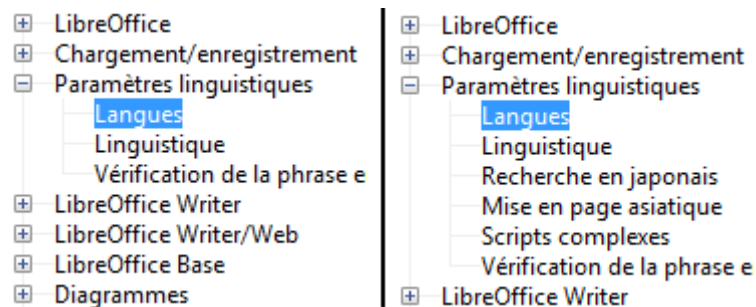 LibreOffice
Chargement/enregistrement
Paramètres linguistiques
Langues
Linguistique
Vérification de la phrase e
LibreOffice Writer
LibreOffice Writer/Web
LibreOffice Base
Diagrammes
LibreOffice
Chargement/enregistrement
Paramètres linguistiques
Langues
Linguistique
Recherche en japonais
Mise en page asiatique
Scripts complexes
Vérification de la phrase e
LibreOffice Writer